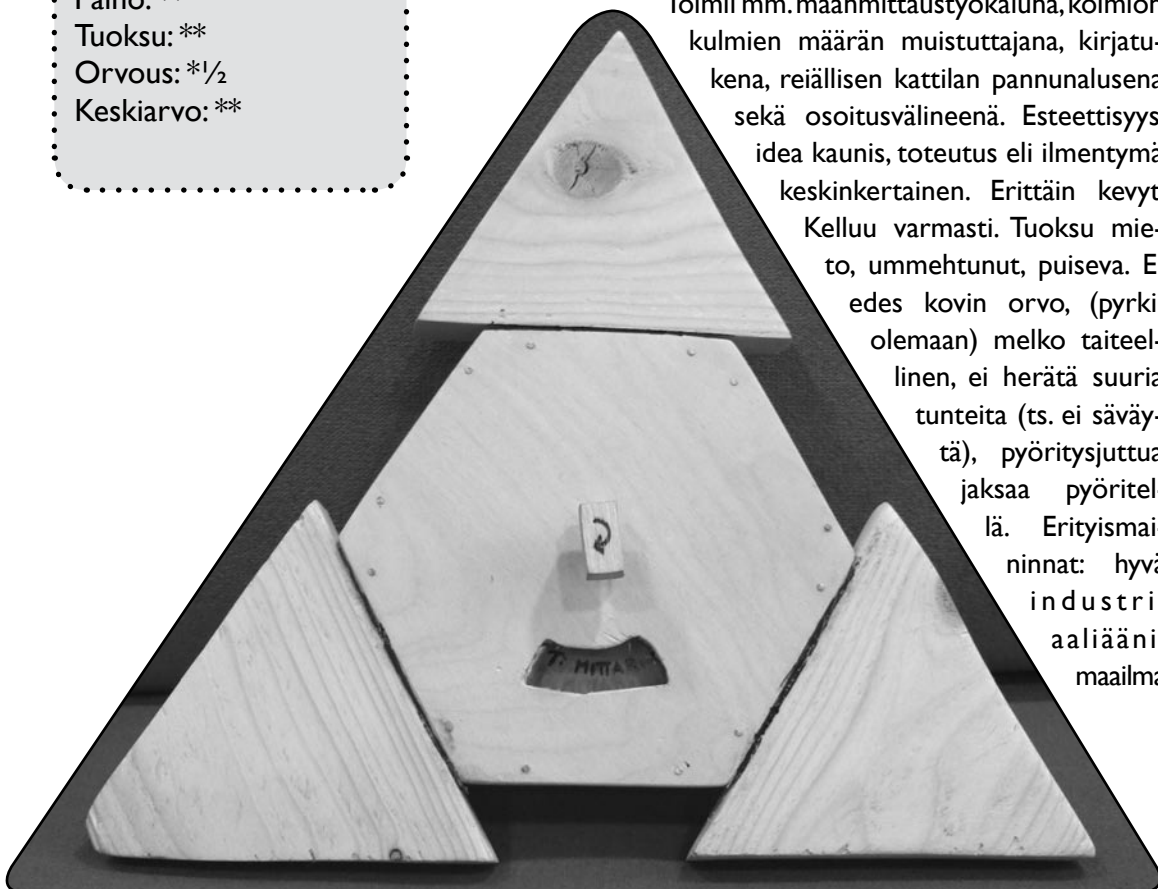 Paino: **
Tuoksu: **
Orvous: *½
Keskiarvo: **
Toimii mm. maanmittaustyökaluna, kolmion
kulmien määrän muistuttajana, kirjatu-
kena, reiällisen kattilan pannunalusena
sekä osoitusvälineenä. Esteettisyys
idea kaunis, toteutus eli ilmentymä
keskinkertainen. Erittäin kevyt
Kelluu varmasti. Tuoksu mie-
to, ummehtunut, puiseva. E
edes kovin orvo, (pyrki
olemaan) melko taiteel-
linen, ei herätä suuria
tunteita (ts. ei säväy-
tä), pyöritysjuttua
jaksaa pyöritel
lä. Erityismai
ninnat: hyvä
industri
aaliääni
maailma